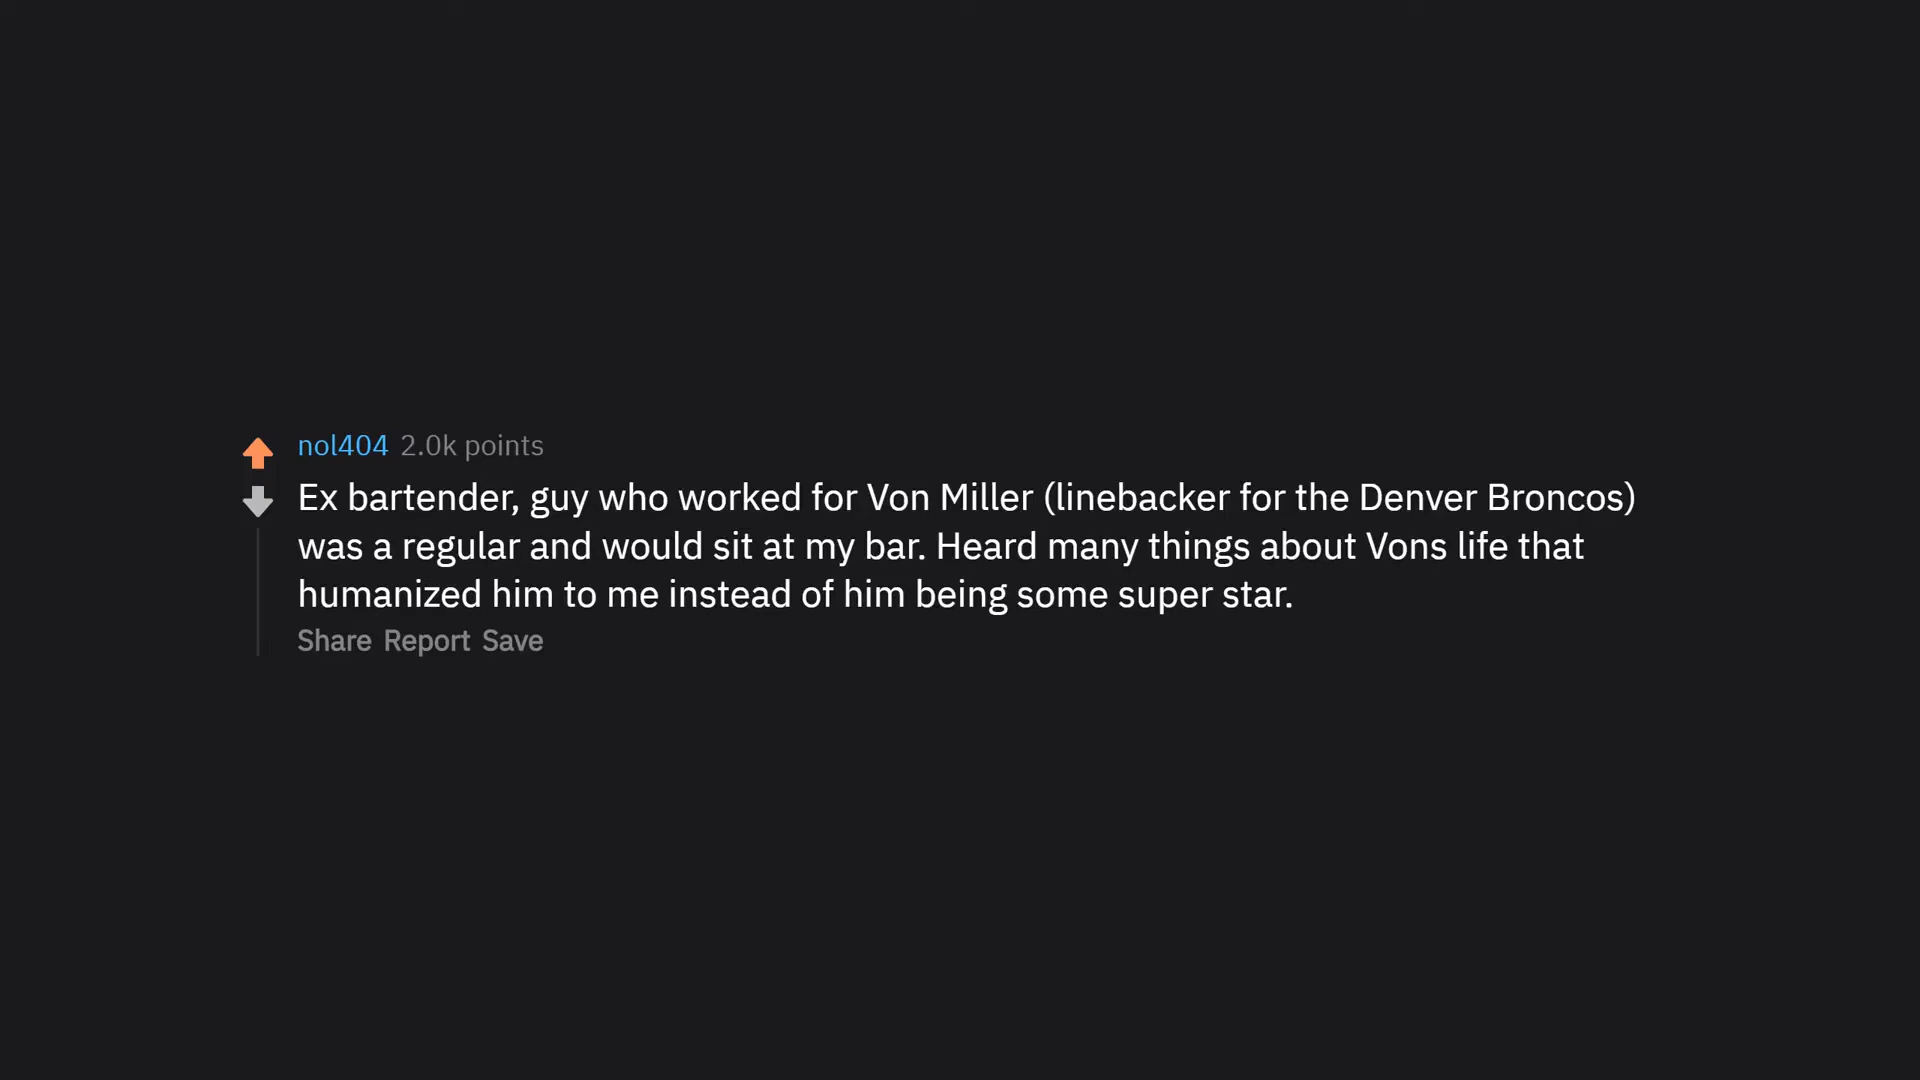 nol404 2.0k points
Ex bartender, guy who worked for Von Miller (linebacker for the Denver Broncos)
was a regular and would sit at my bar. Heard many things about Vons life that
humanized him to me instead of him being some super star.
Share Report Save